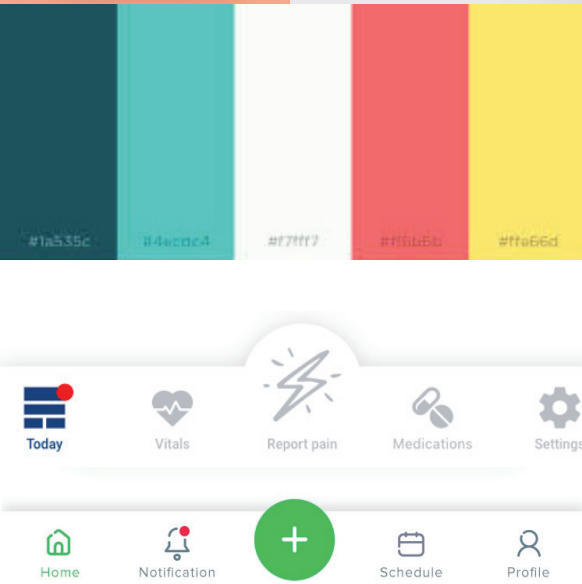 #1a535c
#4ecdc4
#f7fff7
#ff6b6b
#ffe66d
Today
Vitals
Report pain
Medications
Settings
Home
Notification
Schedule
Profile